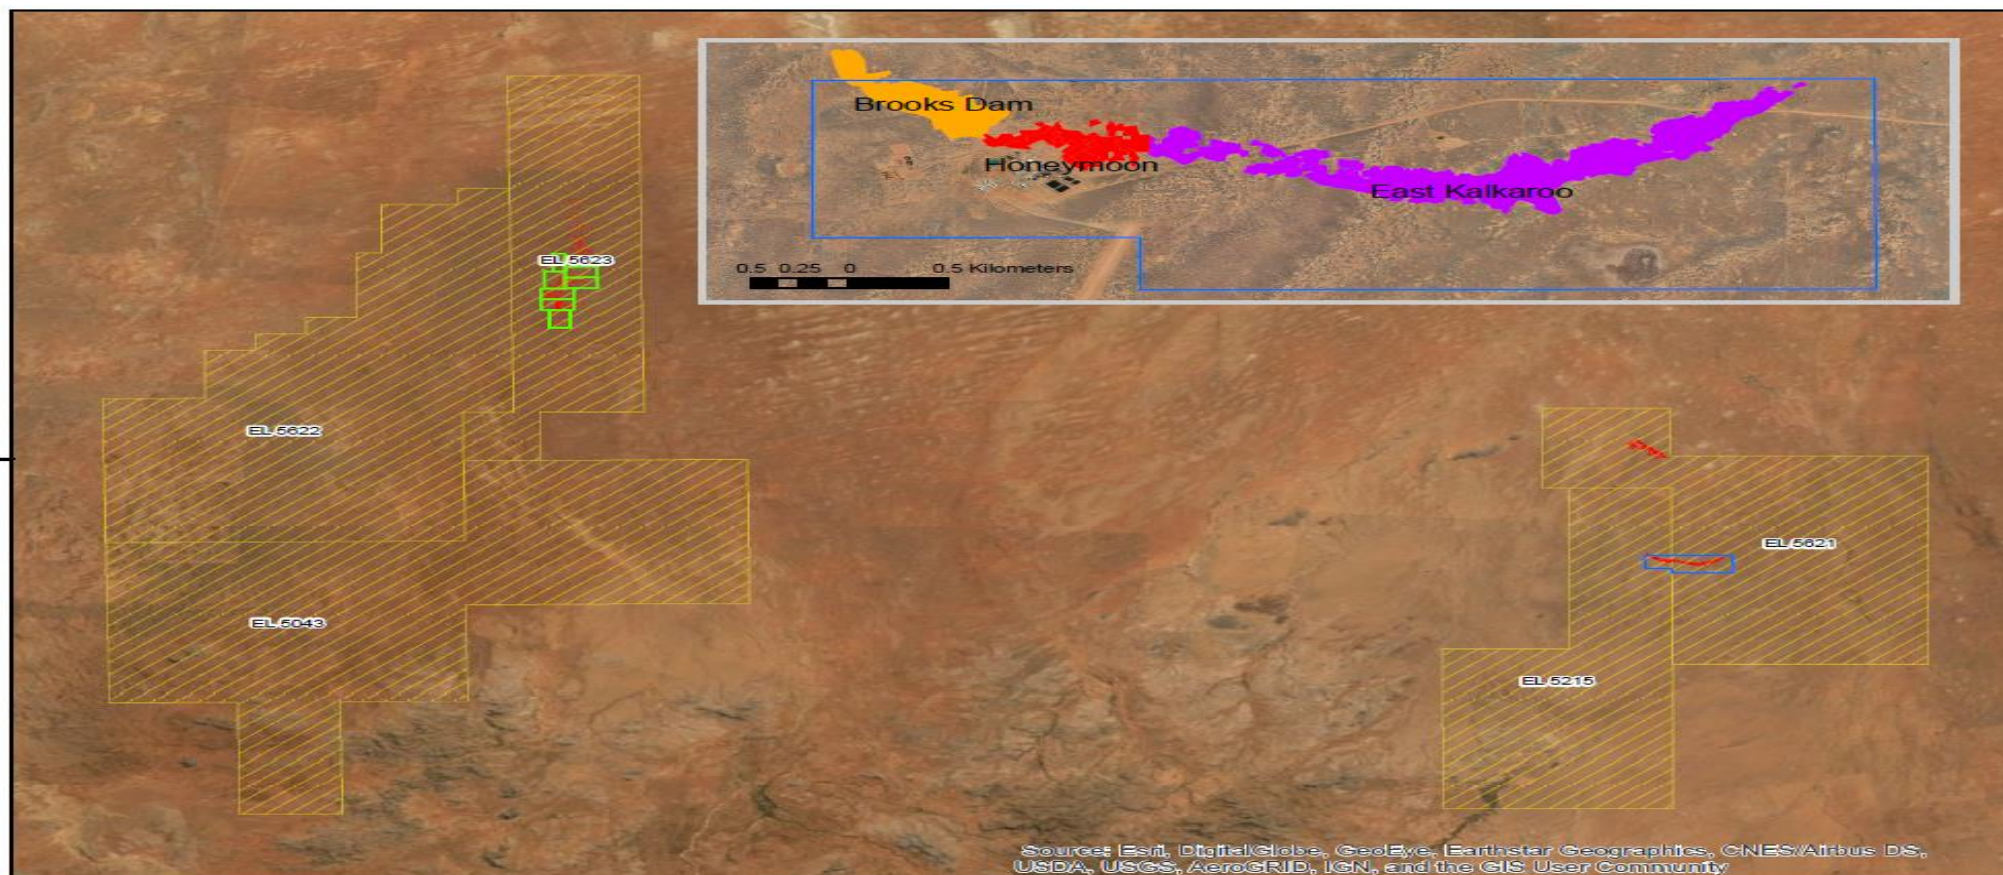 Brooks Dam
Honeymoon
East Kalkaroo
0.5 0.25 0 0.5 Kilometers
EL 5623
EL 5622
EL 5621
EL 5043
EL 5215
Source: Esri, DigitalGlobe, GeoEye, Earthstar Geographics, CNES/Airbus DS,
USDA, USGS, AeroGRID, IGN, and the GIS User Community